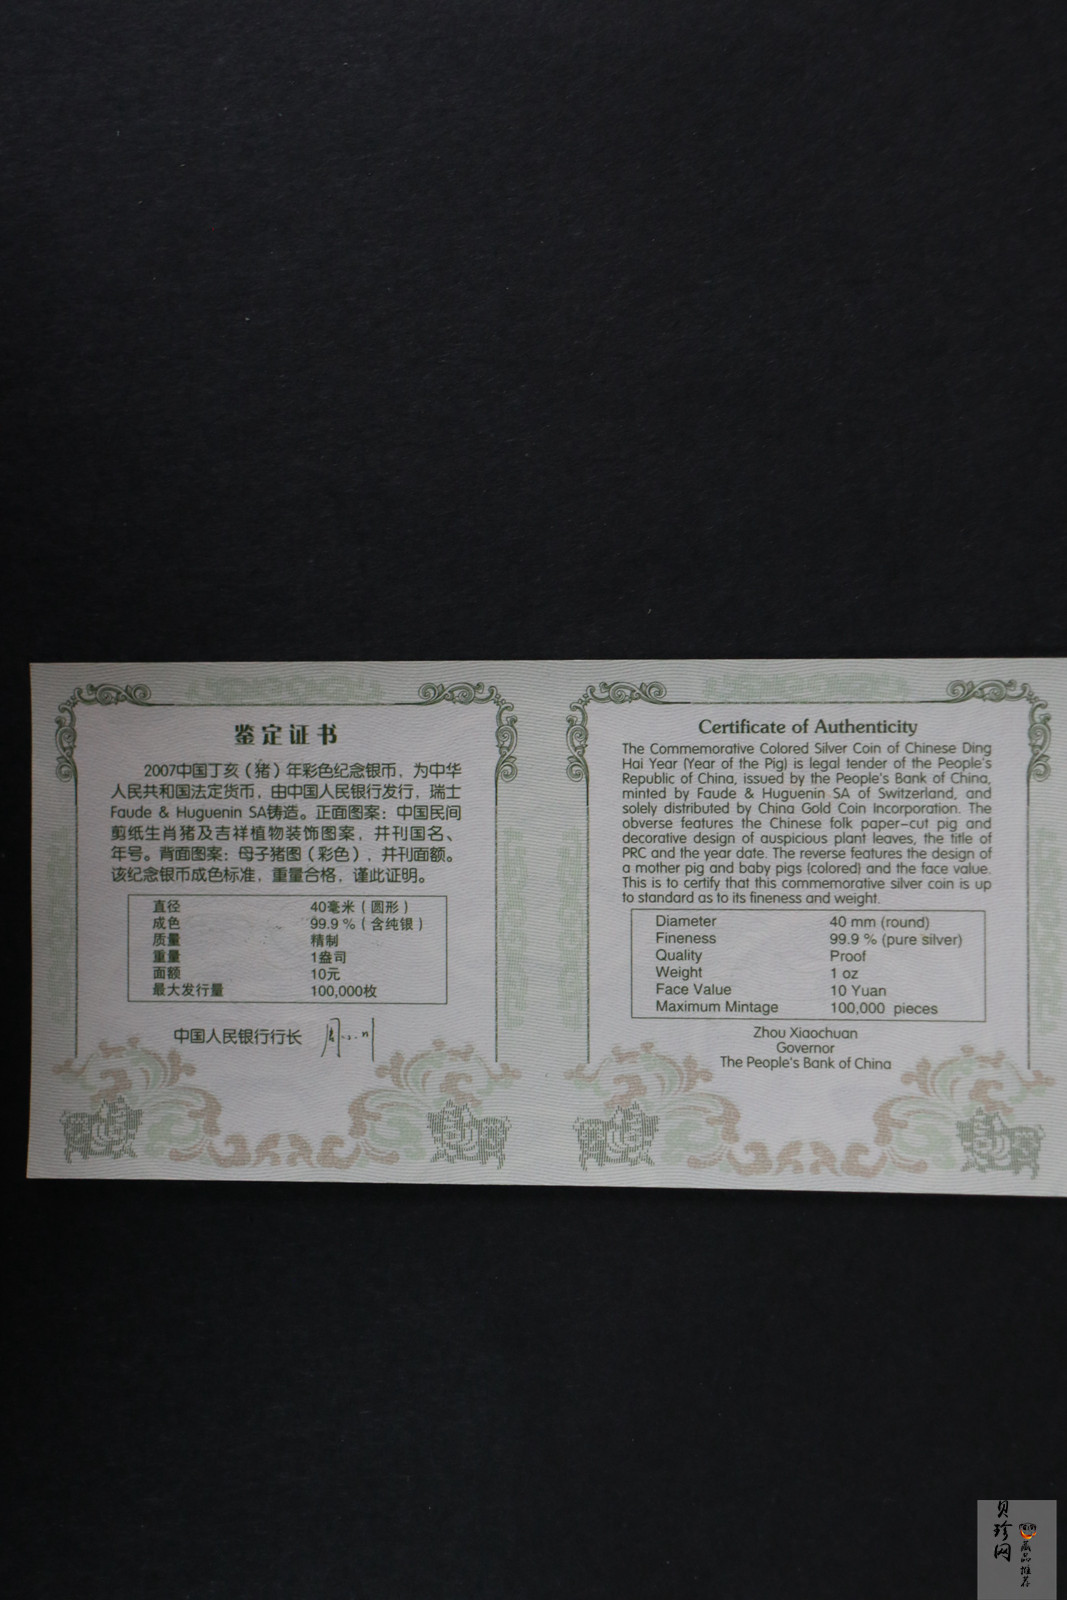 鉴定证书
2007中国丁亥（猪）年彩色纪念银币，为中华
人民共和国法定货币，由中国人民银行发行，瑞士
Faude & Huguenin SA铸造。正面图案：中国民间
剪纸生肖猪及吉祥植物装饰图案，并刊国名、
年号。背面图案：母子猪图（彩色），并刊面额。
该纪念银币成色标准，重量合格，谨此证明。
直径 40毫米（圆形）
成色 99.9％（含纯银）
质量 精制
重量 1盎司
面额 10元
最大发行量 100,000枚
中国人民银行行长
Certificate of Authenticity
The Commemorative Colored Silver Coin of Chinese Ding
Hai Year (Year of the Pig) is legal tender of the People's
Republic of China, issued by the People's Bank of China,
minted by Faude & Huguenin SA of Switzerland, and
solely distributed by China Gold Coin Incorporation. The
obverse features the Chinese folk paper-cut pig and
decorative design of auspicious plant leaves, the title of
PRC and the year date. The reverse features the design of
a mother pig and baby pigs (colored) and the face value.
This is to certify that this commemorative silver coin is up
to standard as to its fineness and weight.
Diameter 40 mm (round)
Fineness 99.9 % (pure silver)
Quality Proof
Weight 1 oz
Face Value 10 Yuan
Maximum Mintage 100,000 pieces
Zhou Xiaochuan
Governor
The People's Bank of China
贝珍网
藏品推荐